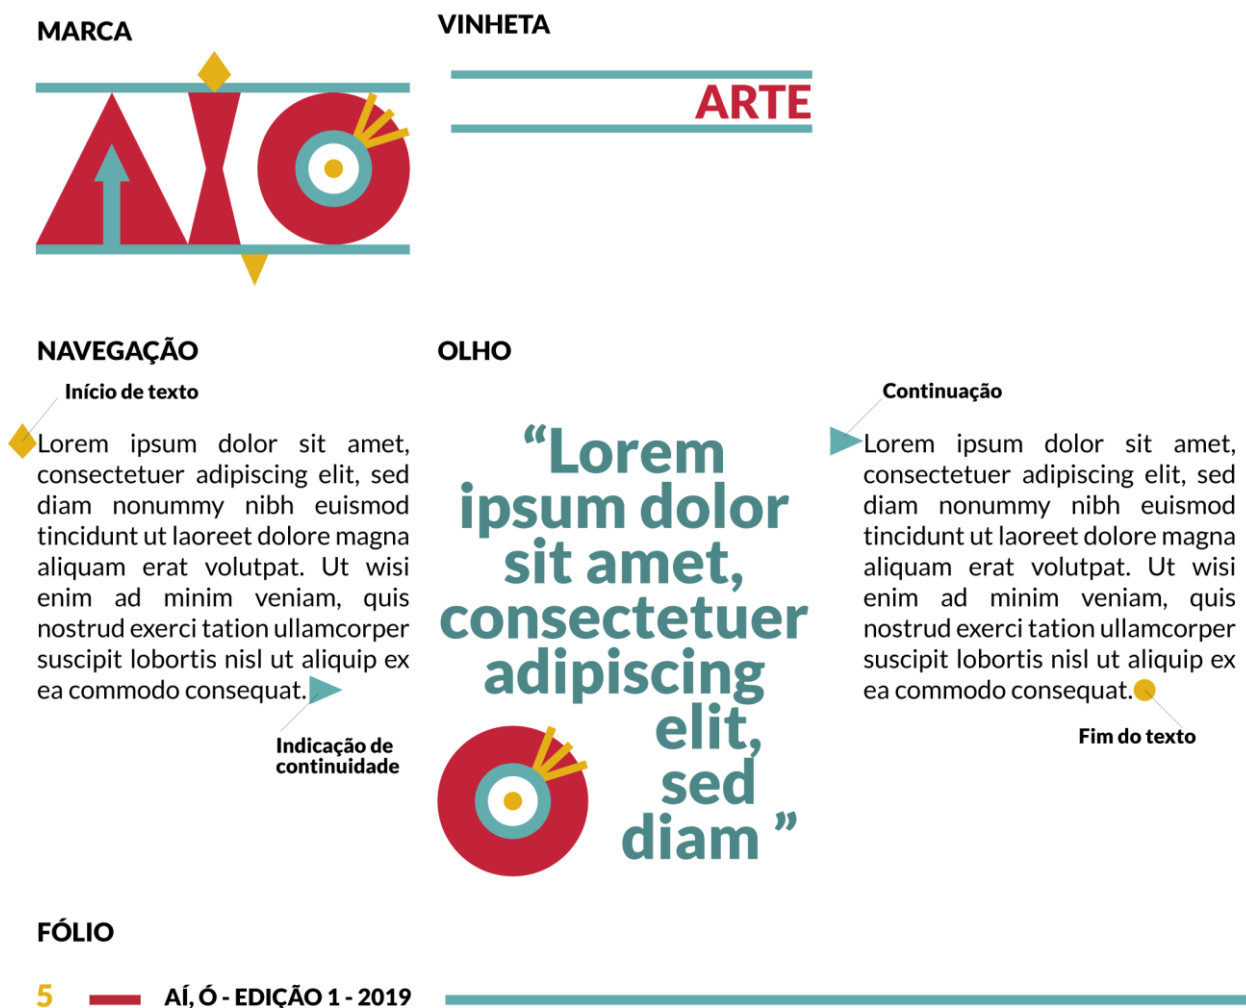 MARCA
AÍO
VINHETA
ARTE
NAVEGAÇÃO
Início de texto
Lorem ipsum dolor sit amet,
consectetuer adipiscing elit, sed
diam nonummy nibh euismod
tincidunt ut laoreet dolore magna
aliquam erat volutpat. Ut wisi
enim ad minim veniam, quis
nostrud exerci tation ullamcorper
suscipit lobortis nisl ut aliquip ex
ea commodo consequat.
Indicação de
continuidade
OLHO
“Lorem
ipsum dolor
sit amet,
consectetuer
adipiscing
elit,
sed
diam ”
Continuação
Lorem ipsum dolor sit amet,
consectetuer adipiscing elit, sed
diam nonummy nibh euismod
tincidunt ut laoreet dolore magna
aliquam erat volutpat. Ut wisi
enim ad minim veniam, quis
nostrud exerci tation ullamcorper
suscipit lobortis nisl ut aliquip ex
ea commodo consequat.
Fim do texto
FÓLIO
5 AÍ, Ó - EDIÇÃO 1 - 2019